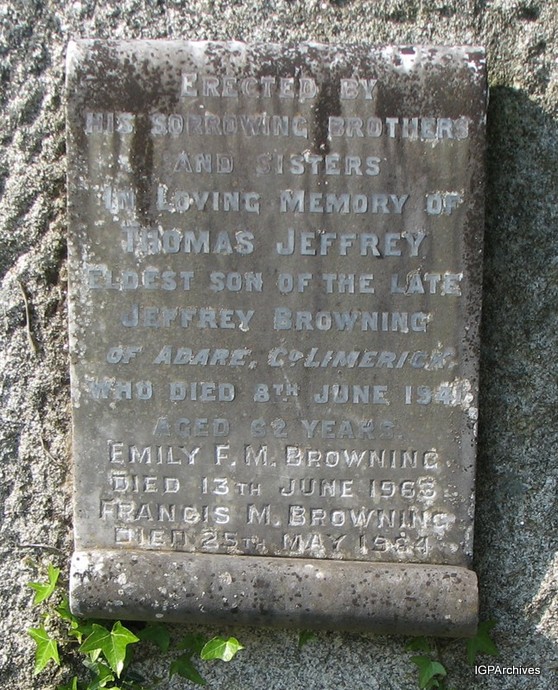 ERECTED BY
HIS SORROWING BROTHERS
AND SISTERS
IN LOVING MEMORY OF
THOMAS JEFFREY
ELDEST SON OF THE LATE
JEFFREY BROWNING
OF ADARE, Co LIMERICK
WHO DIED 8TH JUNE 1941
AGED 62 YEARS.
EMILY F. M. BROWNING
DIED 13TH JUNE
FRANCIS M. BROWNING
DIED 25TH MAY 1964
IGPArchives